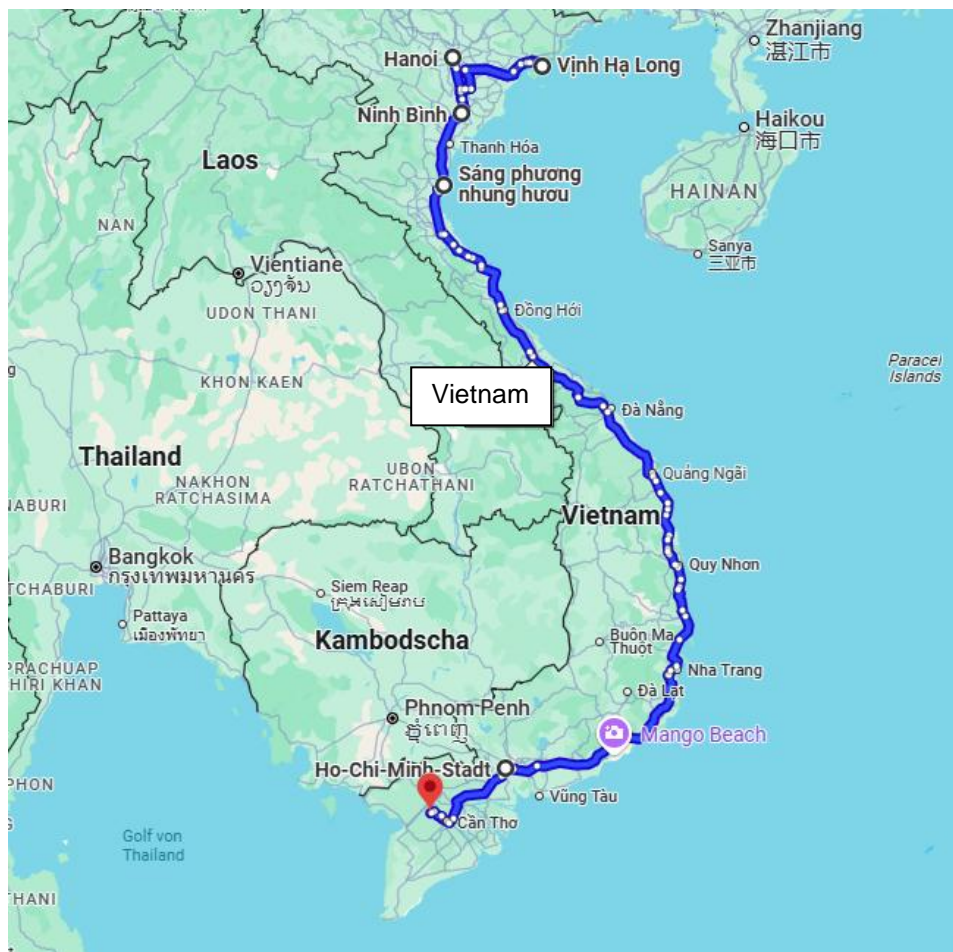 Zhanjiang
湛江市
Hanoi
Vịnh Hạ Long
Ninh Bình
Haikou
海口市
Thanh Hóa
Laos
Sáng phương
nhung hươu
HAINAN
NAN
Sanya
三亚市
Vientiane
ວຽງຈັນ
UDON THANI
Đồng Hới
KHON KAEN
Paracel
Islands
g
Vietnam
Đà Nẵng
Thailand
UBON
RATCHATHANI
NAKHON
RATCHASIMA
Quảng Ngãi
NABURI
Vietnam
Bangkok
กรุงเทพมหานคร
Quy Nhơn
TCHABURI
Siem Reap
ក្រុងសៀមរាប
Pattaya
เมืองพัทยา
Kambodscha
Buôn Ma
Thuột
PRACHUAP
KHIRI KHAN
Nha Trang
Đà Lạt
Phnom Penh
ភ្នំពេញ
Mango Beach
Ho-Chi-Minh-Stadt
PHON
Vũng Tàu
Cần Thơ
Golf von
Thailand
THANI